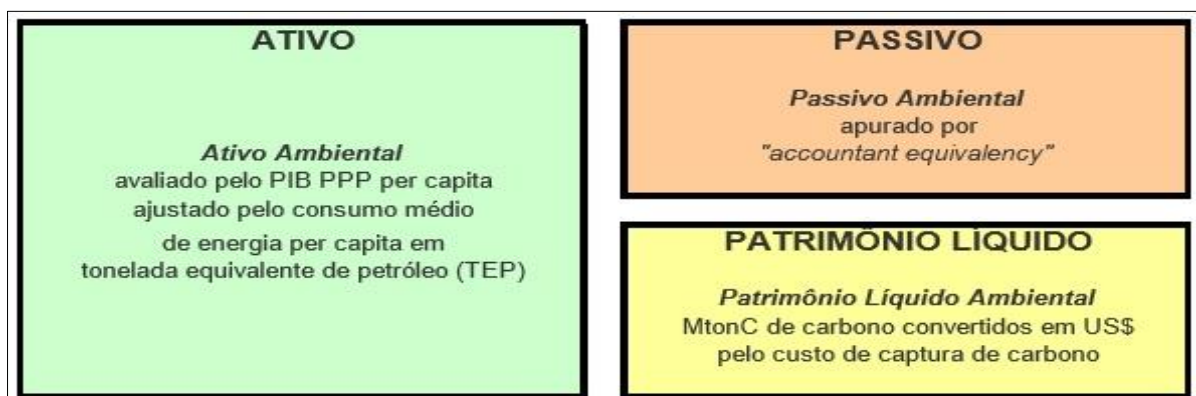 ATIVO
Ativo Ambiental
avaliado pelo PIB PPP per capita
ajustado pelo consumo médio
de energia per capita em
tonelada equivalente de petróleo (TEP)
PASSIVO
Passivo Ambiental
apurado por
"accountant equivalency"
PATRIMÔNIO LÍQUIDO
Patrimônio Líquido Ambiental
MtonC de carbono convertidos em US$
pelo custo de captura de carbono